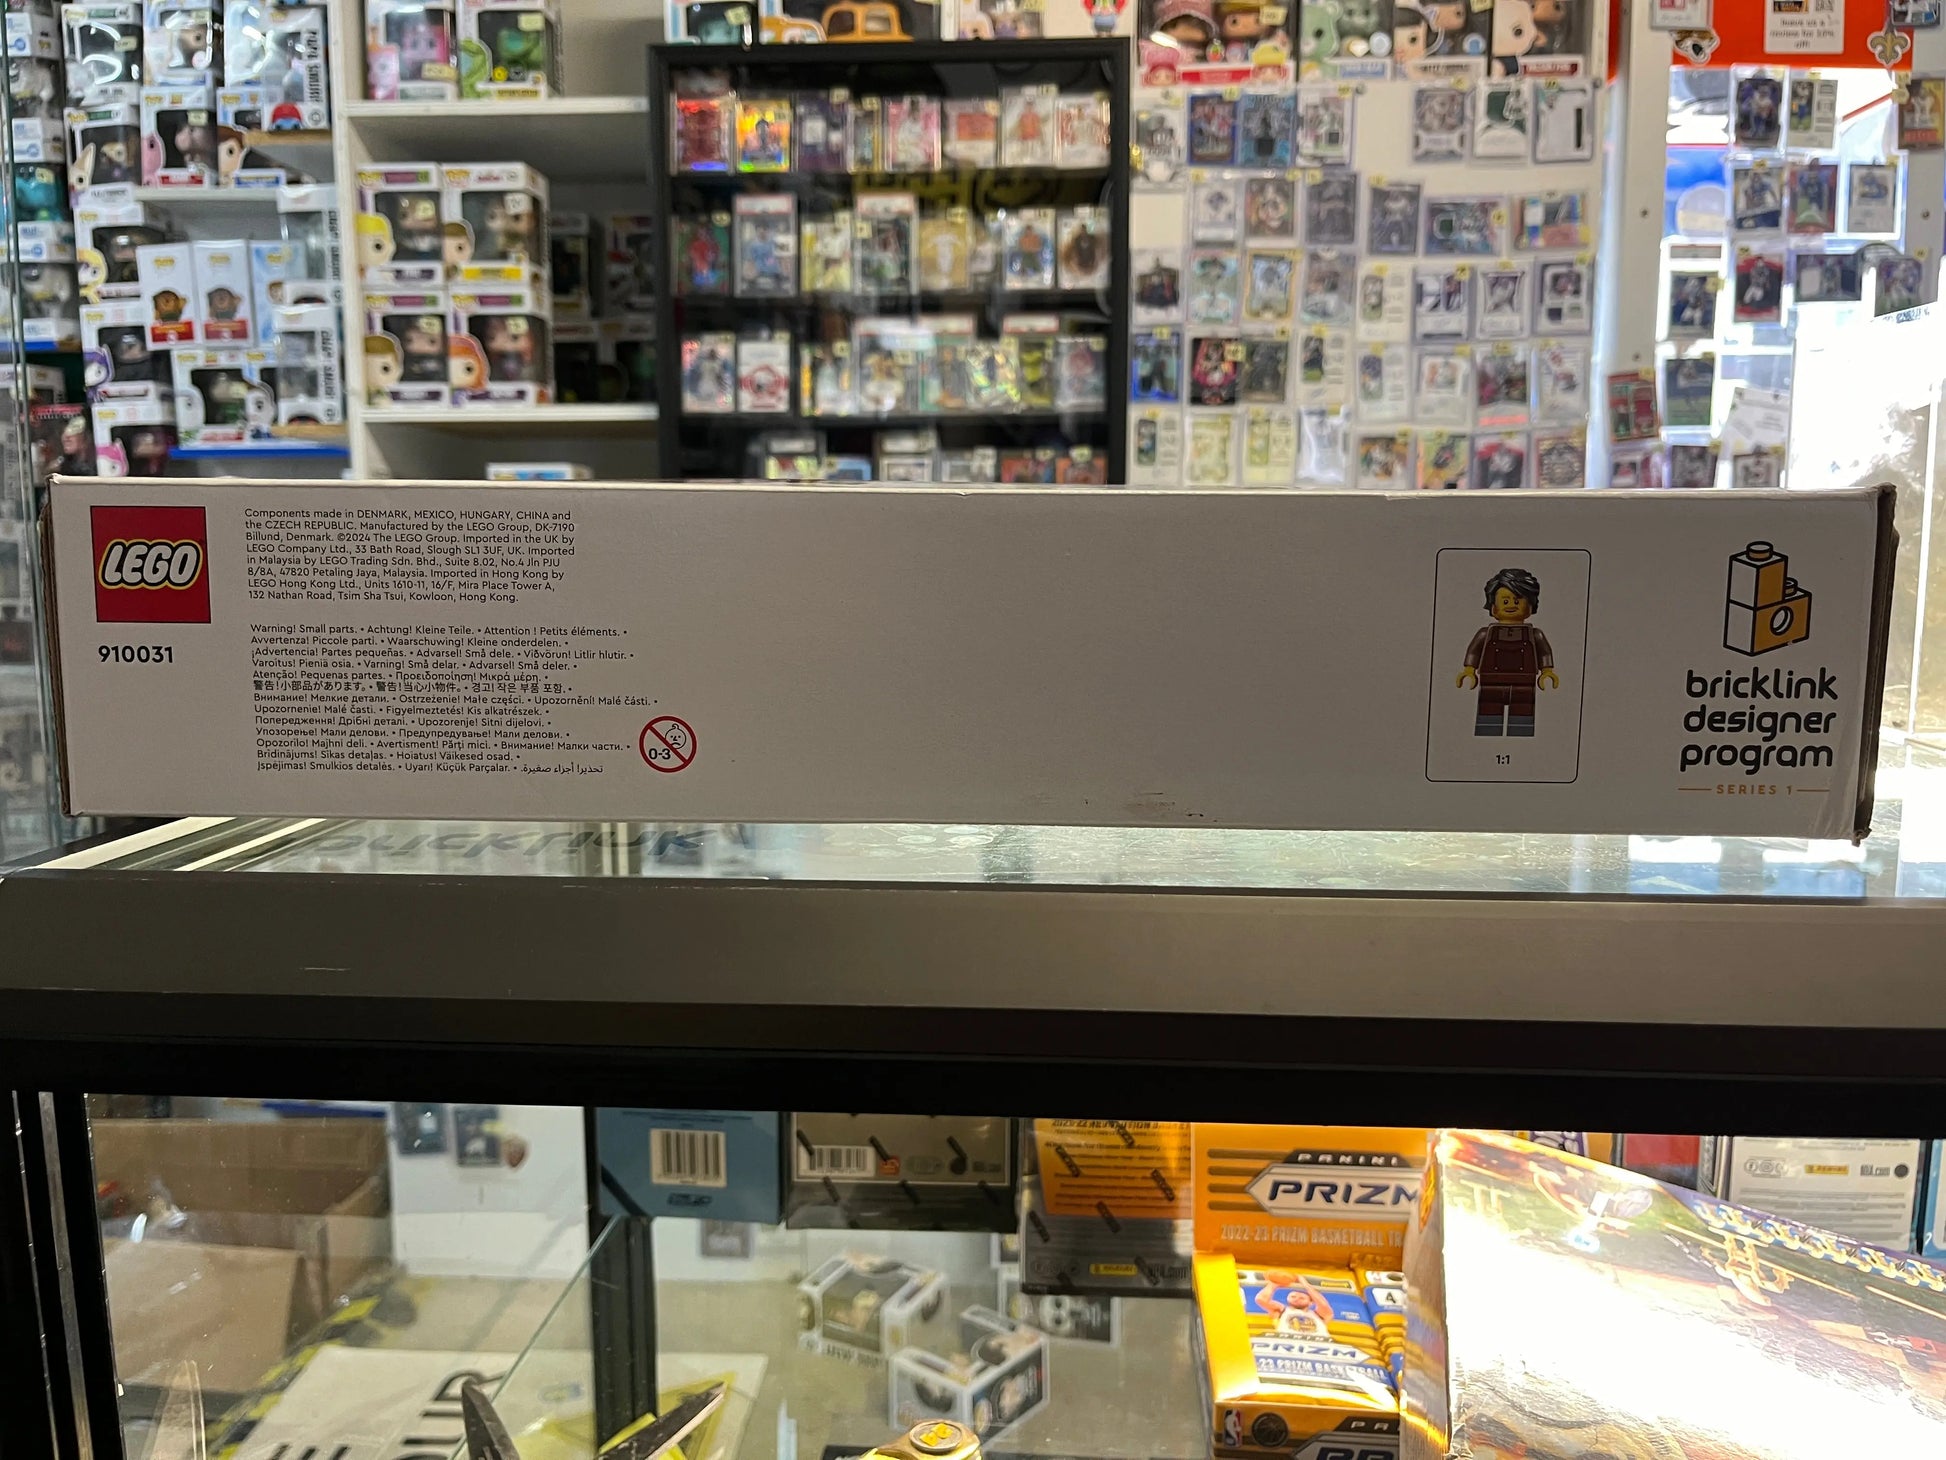 LEGO
910031
Components made in DENMARK, MEXICO, HUNGARY, CHINA and
the CZECH REPUBLIC. Manufactured by the LEGO Group, DK-7190
Billund, Denmark. ©2024 The LEGO Group. Imported in the UK by
LEGO Company Ltd., 33 Bath Road, Slough SL1 3UF, UK. Imported
in Malaysia by LEGO Trading Sdn. Bhd., Suite 8.02, No.4 Jln PJU
8/8A, 47820 Petaling Jaya, Malaysia. Imported in Hong Kong by
LEGO Hong Kong Ltd., Units 1610-11, 16/F, Mira Place Tower A,
132 Nathan Road, Tsim Sha Tsui, Kowloon, Hong Kong.
Warning! Small parts. • Achtung! Kleine Teile. • Attention ! Petits éléments. •
Avvertenza! Piccole parti. • Waarschuwing! Kleine onderdelen. •
¡Advertencia! Partes pequeñas. • Advarsel! Små dele. • Viðvörun! Litlir hlutir. •
Varoitus! Pieniä osia. • Varning! Små delar. • Advarsel! Små deler. •
Atenção! Pequenas partes. • Προειδοποίηση! Μικρά μέρη. •
警告!小部品があります。• 警告!当心小物件。• 경고! 작은 부품 포함. •
Внимание! Мелкие детали. • Ostrzeżenie! Małe części. • Upozornění! Malé části. •
Upozornenie! Malé časti. • Figyelmeztetés! Kis alkatrészek. •
Попередження! Дрібні деталі. • Upozorenje! Sitni dijelovi. •
Упозорење! Мали делови. • Предупредување! Мали делови. •
Opozorilo! Majhni deli. • Avertisment! Părţi mici. • Внимание! Малки части. •
Brīdinājums! Sīkas detaļas. • Hoiatus! Väikesed osad. •
Įspėjimas! Smulkios detalės. • Uyarı! Küçük Parçalar. • تحذير! أجزاء صغيرة.
0-3
1:1
bricklink
designer
program
SERIES 1
PANINI
PRIZM
2022-23 PRIZM BASKETBALL
PANINI
PRIZM